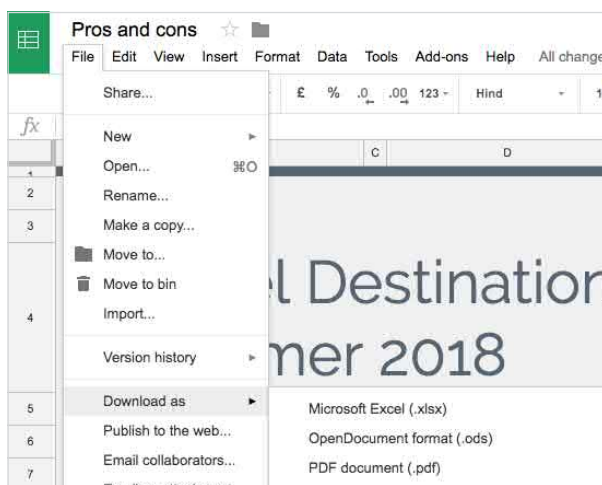 Pros and cons
File Edit View Insert Format Data Tools Add-ons Help All change
Share...
£ % .0 .00 123 Hind
fx
New
Open... ⌘O
Rename...
Make a copy...
Move to...
Move to bin
Import...
Version history
Download as
Publish to the web...
Email collaborators...
C D
1
2
3
4
5
6
7
l Destination
mer 2018
Microsoft Excel (.xlsx)
OpenDocument format (.ods)
PDF document (.pdf)